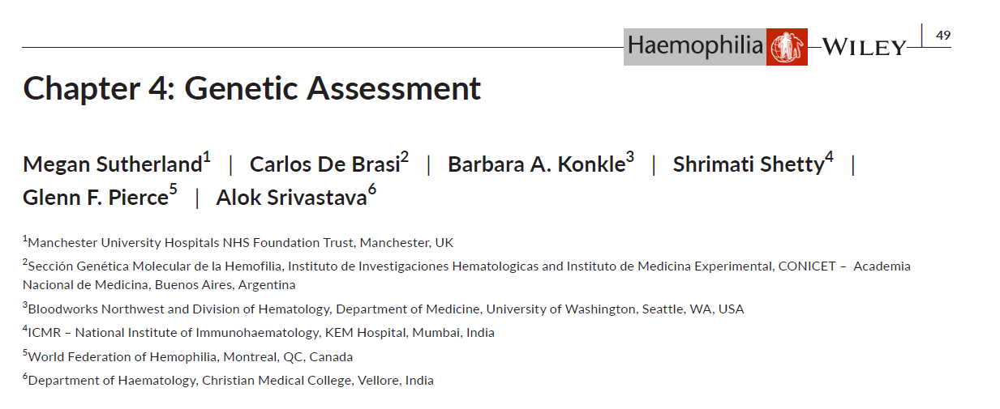 Haemophilia WILEY 49
Chapter 4: Genetic Assessment
Megan Sutherland1 | Carlos De Brasi2 | Barbara A. Konkle3 | Shrimati Shetty4 |
Glenn F. Pierce5 | Alok Srivastava6
1Manchester University Hospitals NHS Foundation Trust, Manchester, UK
2Sección Genética Molecular de la Hemofilia, Instituto de Investigaciones Hematologicas and Instituto de Medicina Experimental, CONICET – Academia
Nacional de Medicina, Buenos Aires, Argentina
3Bloodworks Northwest and Division of Hematology, Department of Medicine, University of Washington, Seattle, WA, USA
4ICMR – National Institute of Immunohaematology, KEM Hospital, Mumbai, India
5World Federation of Hemophilia, Montreal, QC, Canada
6Department of Haematology, Christian Medical College, Vellore, India